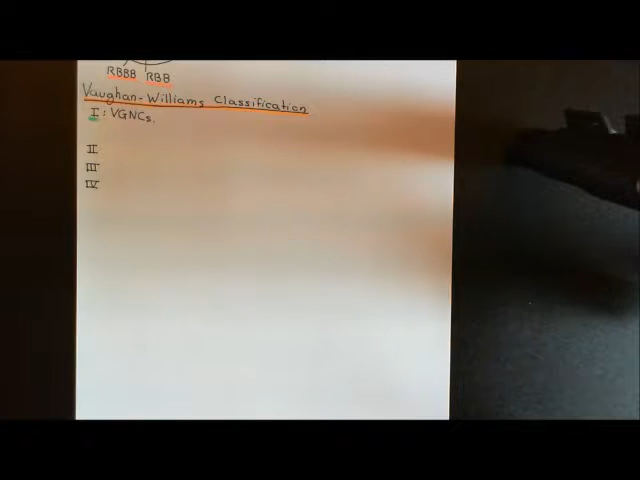 RBBB RBB
Vaughan-Williams Classification
I: VGNCs.
II
III
IV